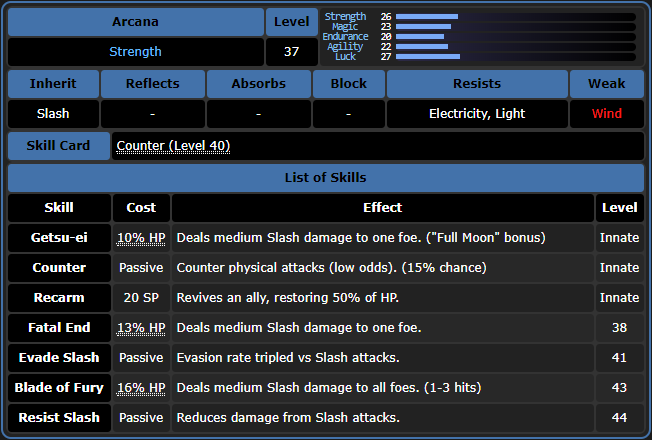 Arcana Level
Strength 37
Strength 26
Magic 23
Endurance 20
Agility 22
Luck 27
Inherit Reflects Absorbs Block Resists Weak
Slash - - - Electricity, Light Wind
Skill Card Counter (Level 40)
List of Skills
Skill Cost Effect Level
Getsu-ei 10% HP Deals medium Slash damage to one foe. ("Full Moon" bonus) Innate
Counter Passive Counter physical attacks (low odds). (15% chance) Innate
Recarm 20 SP Revives an ally, restoring 50% of HP. Innate
Fatal End 13% HP Deals medium Slash damage to one foe. 38
Evade Slash Passive Evasion rate tripled vs Slash attacks. 41
Blade of Fury 16% HP Deals medium Slash damage to all foes. (1-3 hits) 43
Resist Slash Passive Reduces damage from Slash attacks. 44